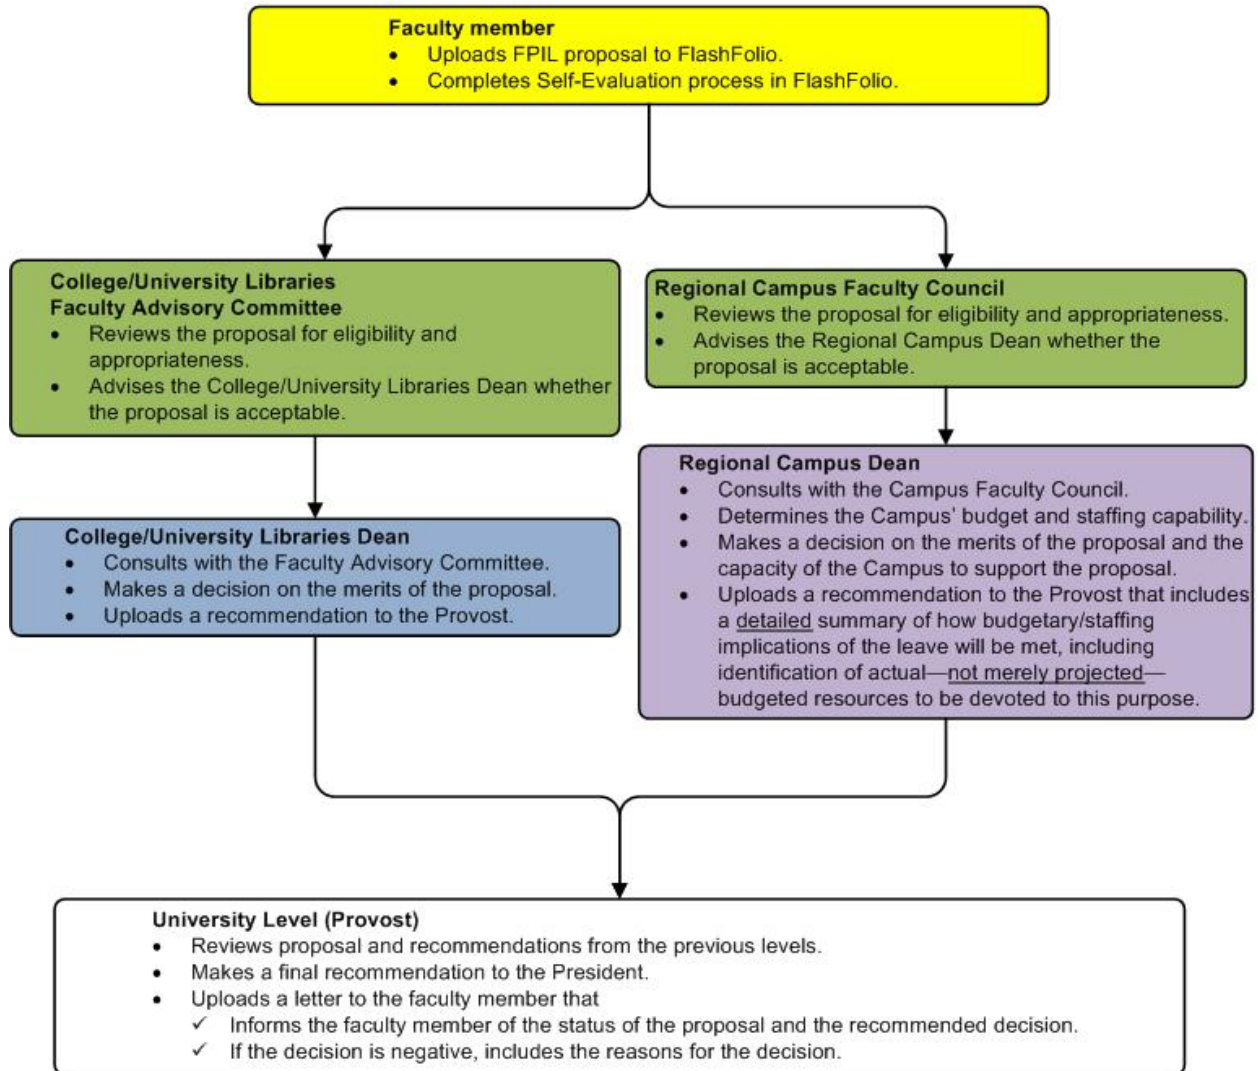 Faculty member
• Uploads FPIL proposal to FlashFolio.
• Completes Self-Evaluation process in FlashFolio.
College/University Libraries
Faculty Advisory Committee
• Reviews the proposal for eligibility and
appropriateness.
• Advises the College/University Libraries Dean whether
the proposal is acceptable.
Regional Campus Faculty Council
• Reviews the proposal for eligibility and appropriateness.
• Advises the Regional Campus Dean whether the
proposal is acceptable.
College/University Libraries Dean
• Consults with the Faculty Advisory Committee.
• Makes a decision on the merits of the proposal.
• Uploads a recommendation to the Provost.
Regional Campus Dean
• Consults with the Campus Faculty Council.
• Determines the Campus’ budget and staffing capability.
• Makes a decision on the merits of the proposal and the
capacity of the Campus to support the proposal.
• Uploads a recommendation to the Provost that includes
a detailed summary of how budgetary/staffing
implications of the leave will be met, including
identification of actual—not merely projected—
budgeted resources to be devoted to this purpose.
University Level (Provost)
• Reviews proposal and recommendations from the previous levels.
• Makes a final recommendation to the President.
• Uploads a letter to the faculty member that
✓ Informs the faculty member of the status of the proposal and the recommended decision.
✓ If the decision is negative, includes the reasons for the decision.